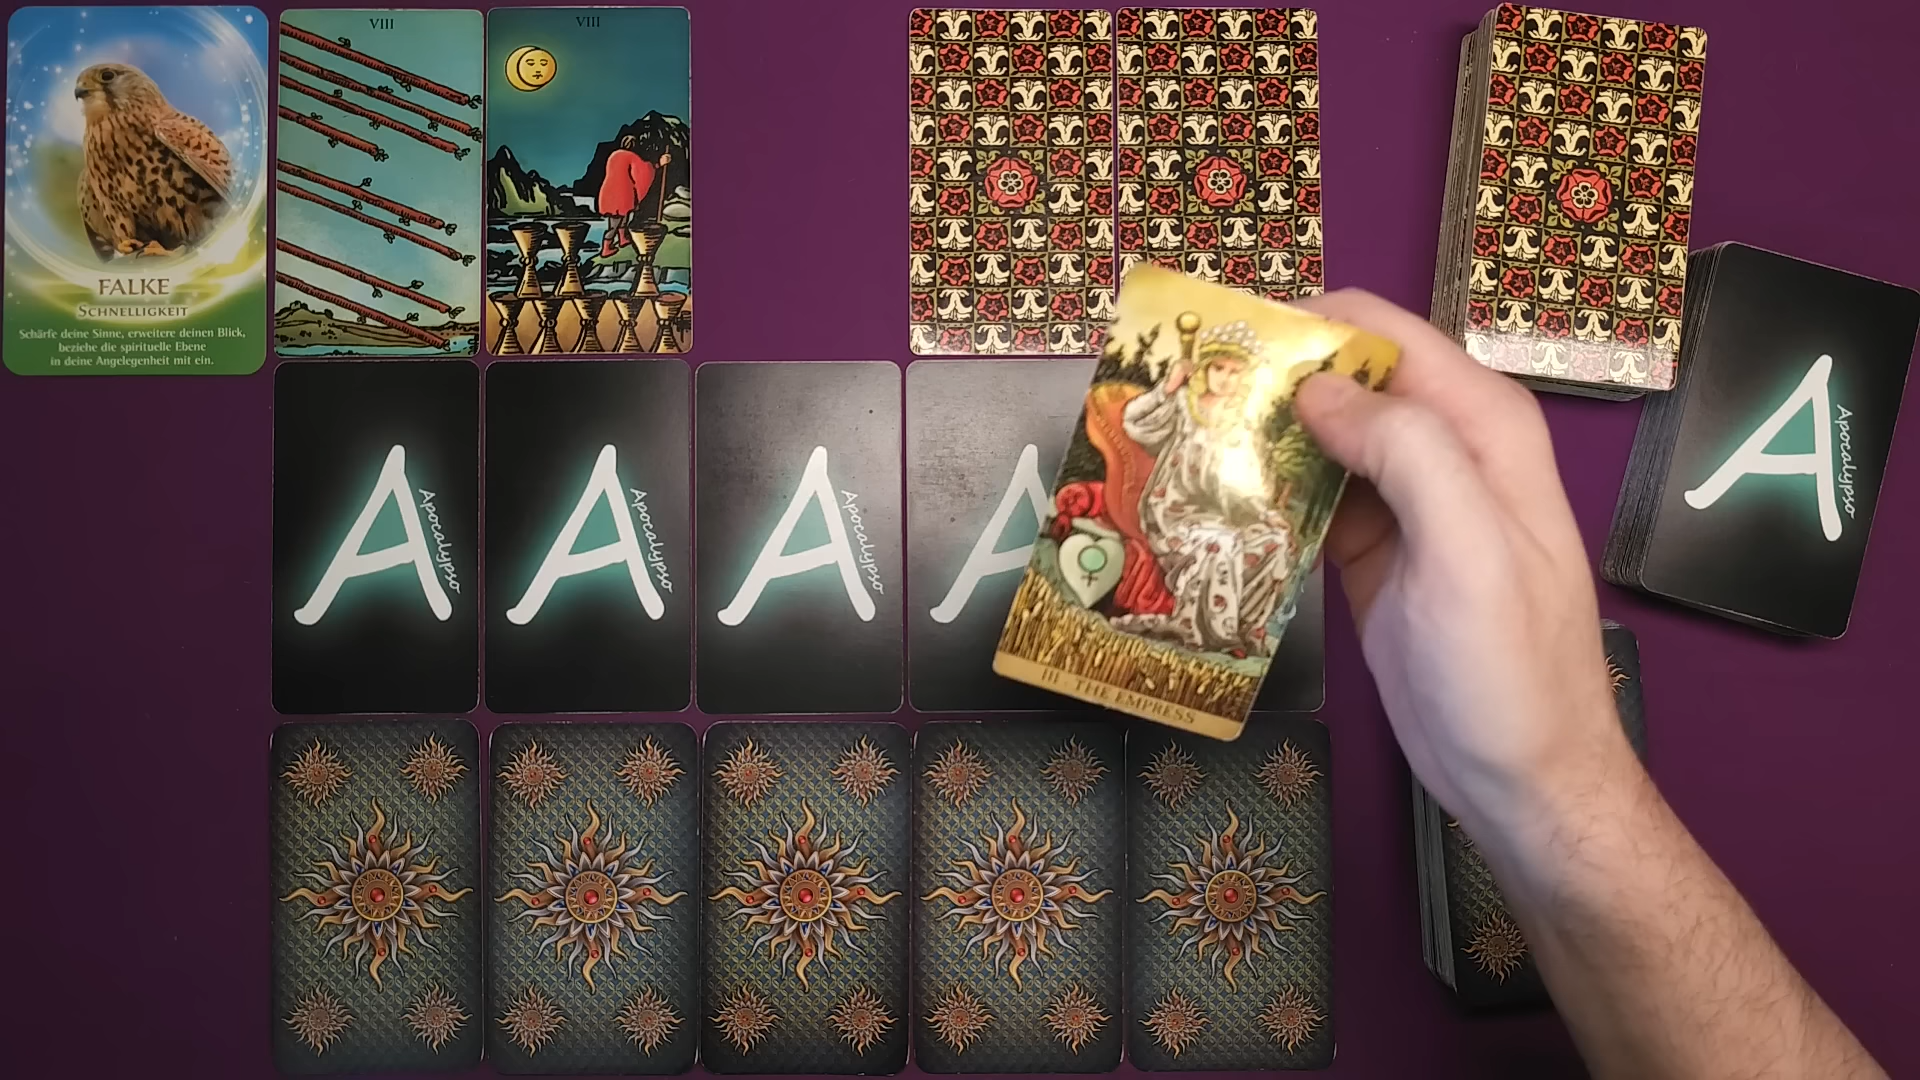 FALKE
SCHNELLIGKEIT
Schärfe deine Sinne, erweitere deinen Blick,
beziehe die spirituelle Ebene
in deine Angelegenheit mit ein.
VIII
VIII
A
Apocalypso
A
Apocalypso
A
Apocalypso
A
III - THE EMPRESS
A
Apocalypso